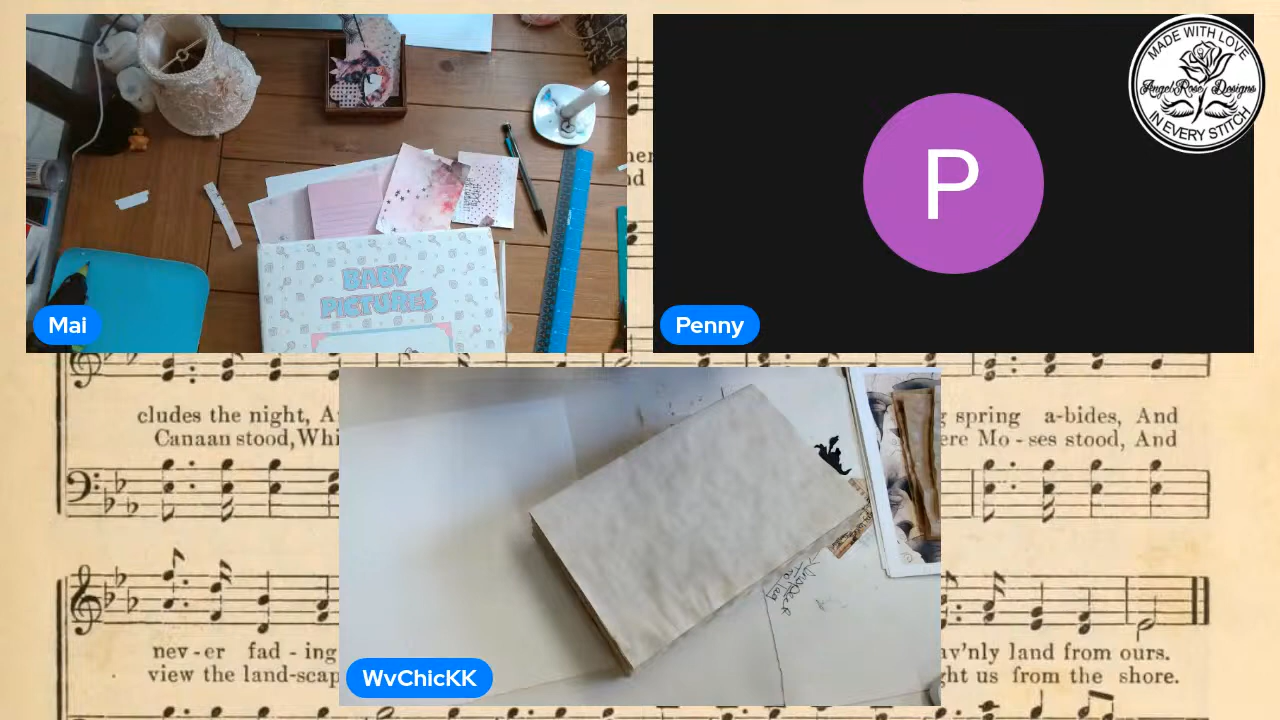 MADE WITH LOVE
AngelRose Designs
IN EVERY STITCH
BABY
PICTURES
P
Mai
Penny
cludes the night,
Canaan stood, Whi
spring a-bides, And
ere Mo-ses stood, And
WvChicKK
nev-er fad-ing
view the land-scap
av'nly land from ours.
ght us from the shore.